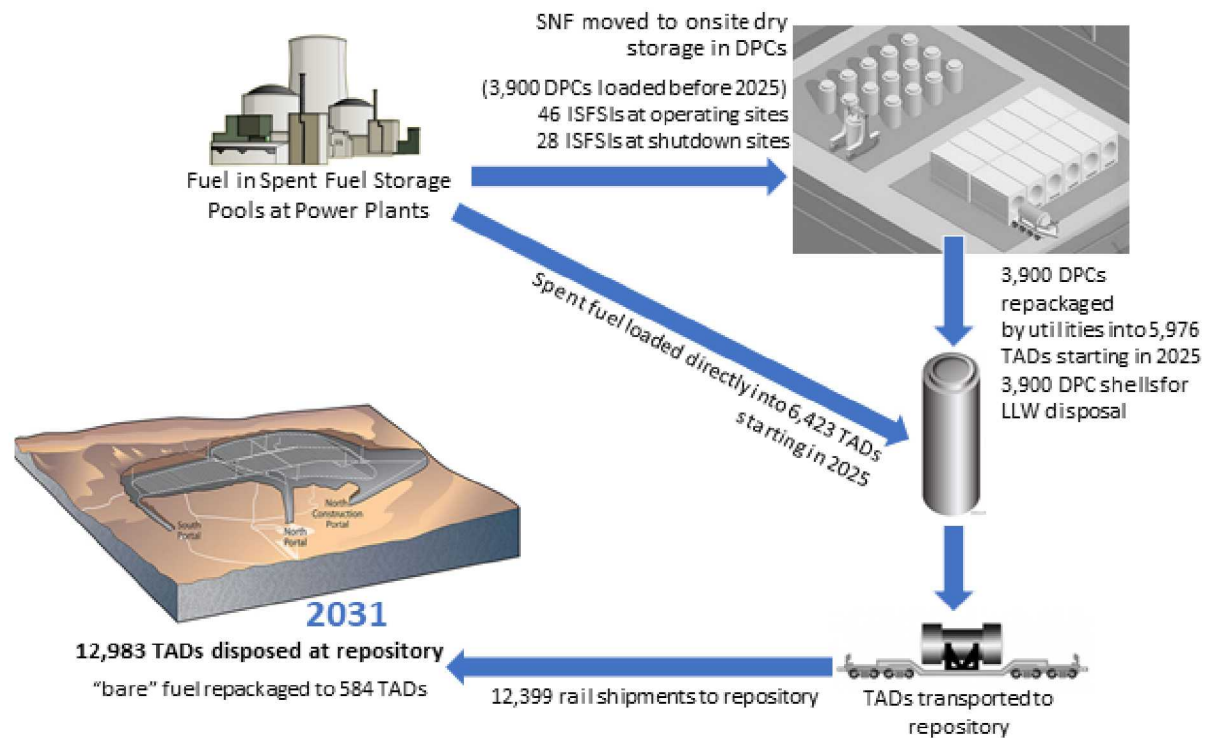 SNF moved to onsite dry
storage in DPCs
(3,900 DPCs loaded before 2025)
46 ISFSIs at operating sites
28 ISFSIs at shutdown sites
Fuel in Spent Fuel Storage
Pools at Power Plants
Spent fuel loaded directly into 6,423 TADs
starting in 2025
3,900 DPCs
repackaged
by utilities into 5,976
TADs starting in 2025
3,900 DPC shells for
LLW disposal
South
Portal
North
Portal
North
Construction
Portal
2031
12,983 TADs disposed at repository
"bare" fuel repackaged to 584 TADs
12,399 rail shipments to repository
TADs transported to
repository